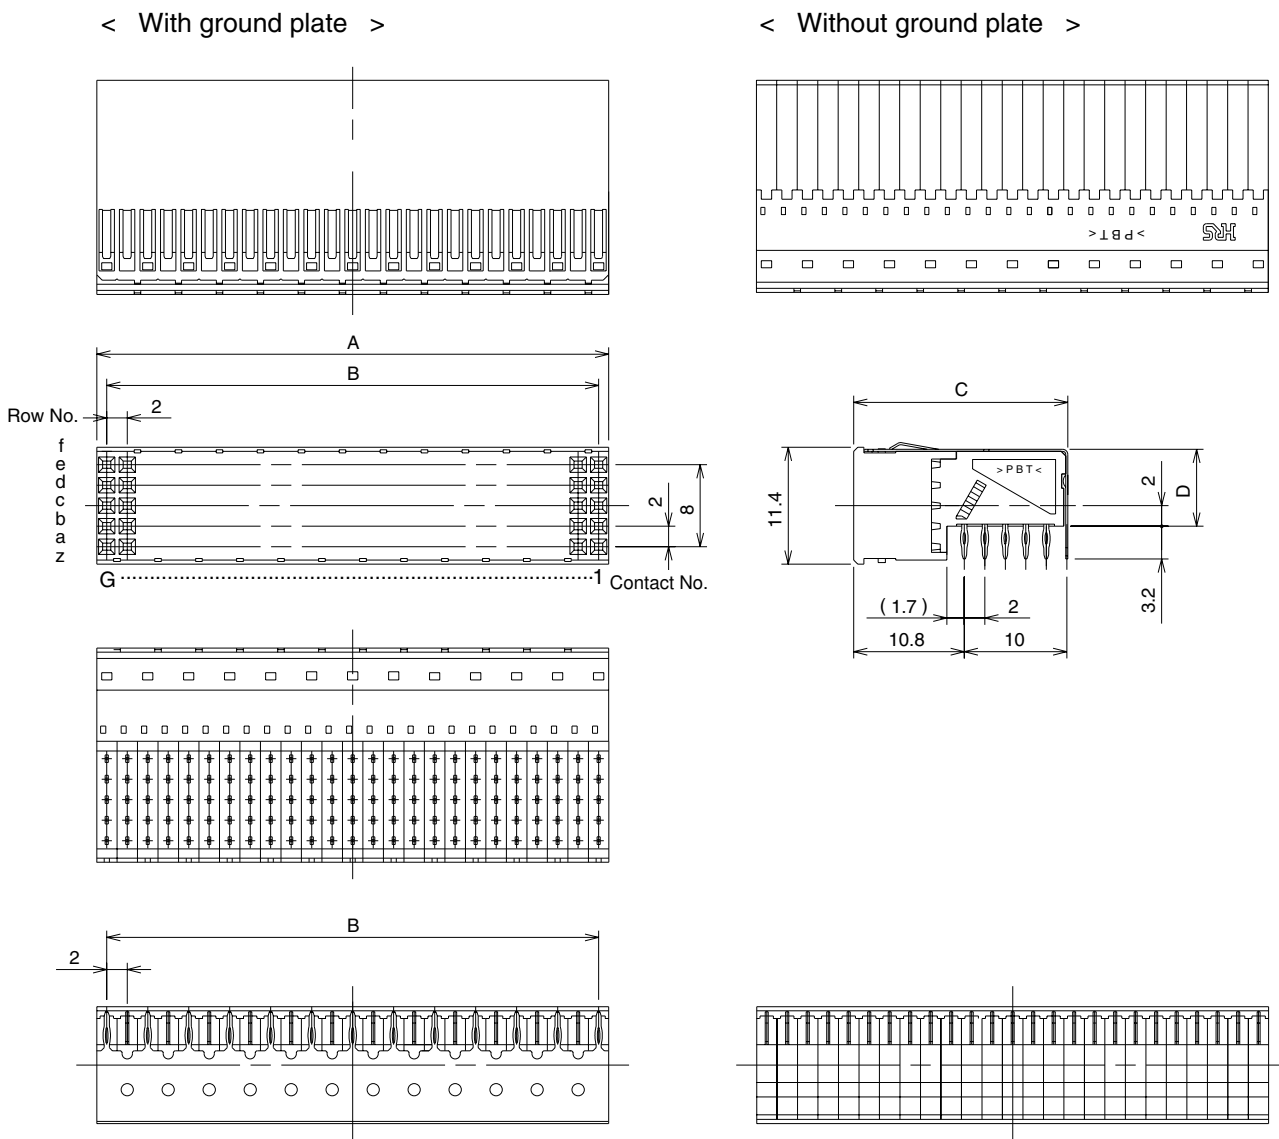 < With ground plate >
< Without ground plate >
>PBT<
HRS
A
B
Row No.
2
f
e
d
c
b
a
z
2
8
G
1
Contact No.
C
>PBT<
11.4
2
D
3.2
( 1.7 )
2
10.8
10
B
2